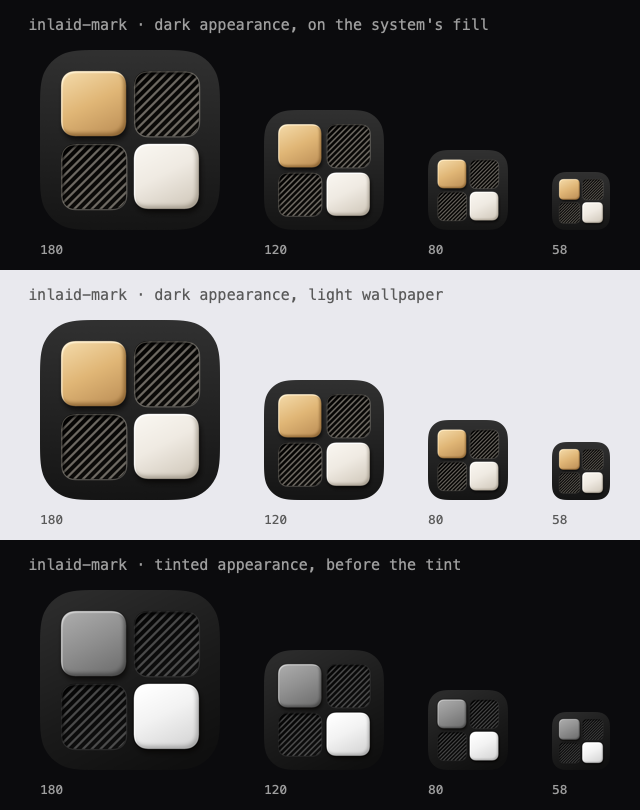 inlaid-mark · dark appearance, on the system's fill
180 120 80 58
inlaid-mark · dark appearance, light wallpaper
180 120 80 58
inlaid-mark · tinted appearance, before the tint
180 120 80 58